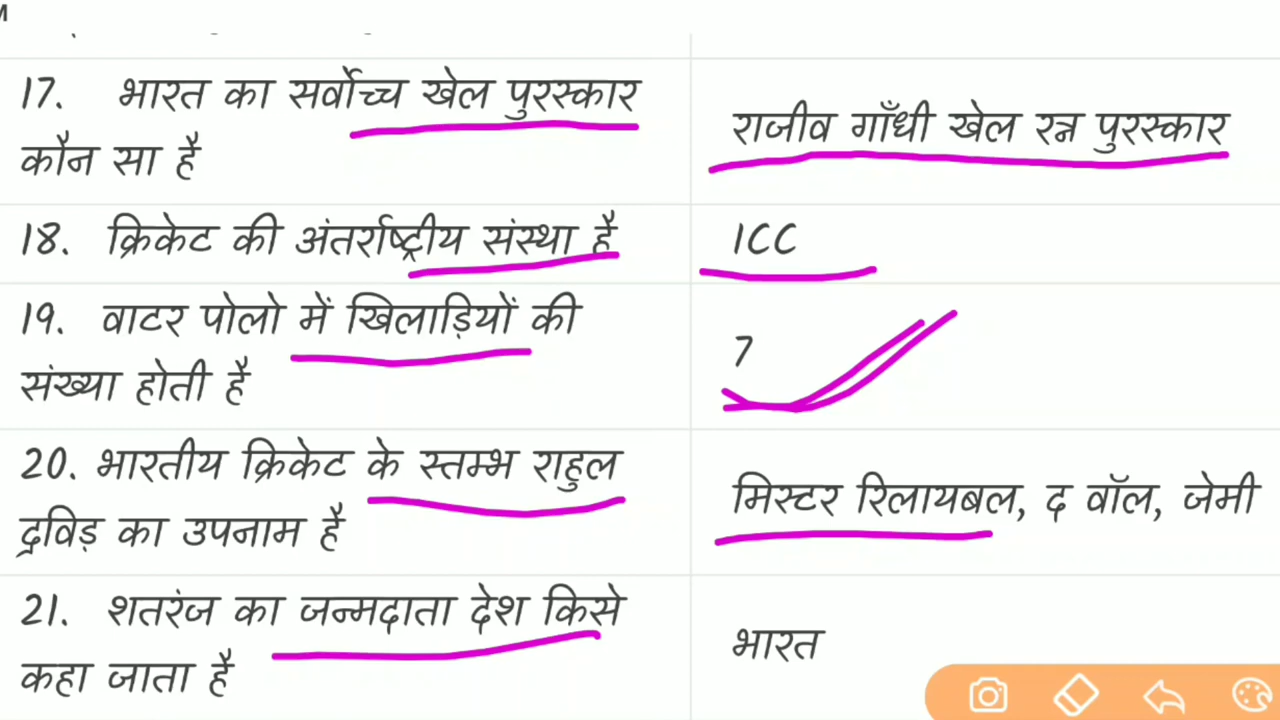 M
17. भारत का सर्वोच्च खेल पुरस्कार
कौन सा है
राजीव गाँधी खेल रत्न पुरस्कार
18. क्रिकेट की अंतर्राष्ट्रीय संस्था है
ICC
19. वाटर पोलो में खिलाड़ियों की
संख्या होती है
7
20. भारतीय क्रिकेट के स्तम्भ राहुल
द्रविड़ का उपनाम है
मिस्टर रिलायबल, द वॉल, जेमी
21. शतरंज का जन्मदाता देश किसे
कहा जाता है
भारत